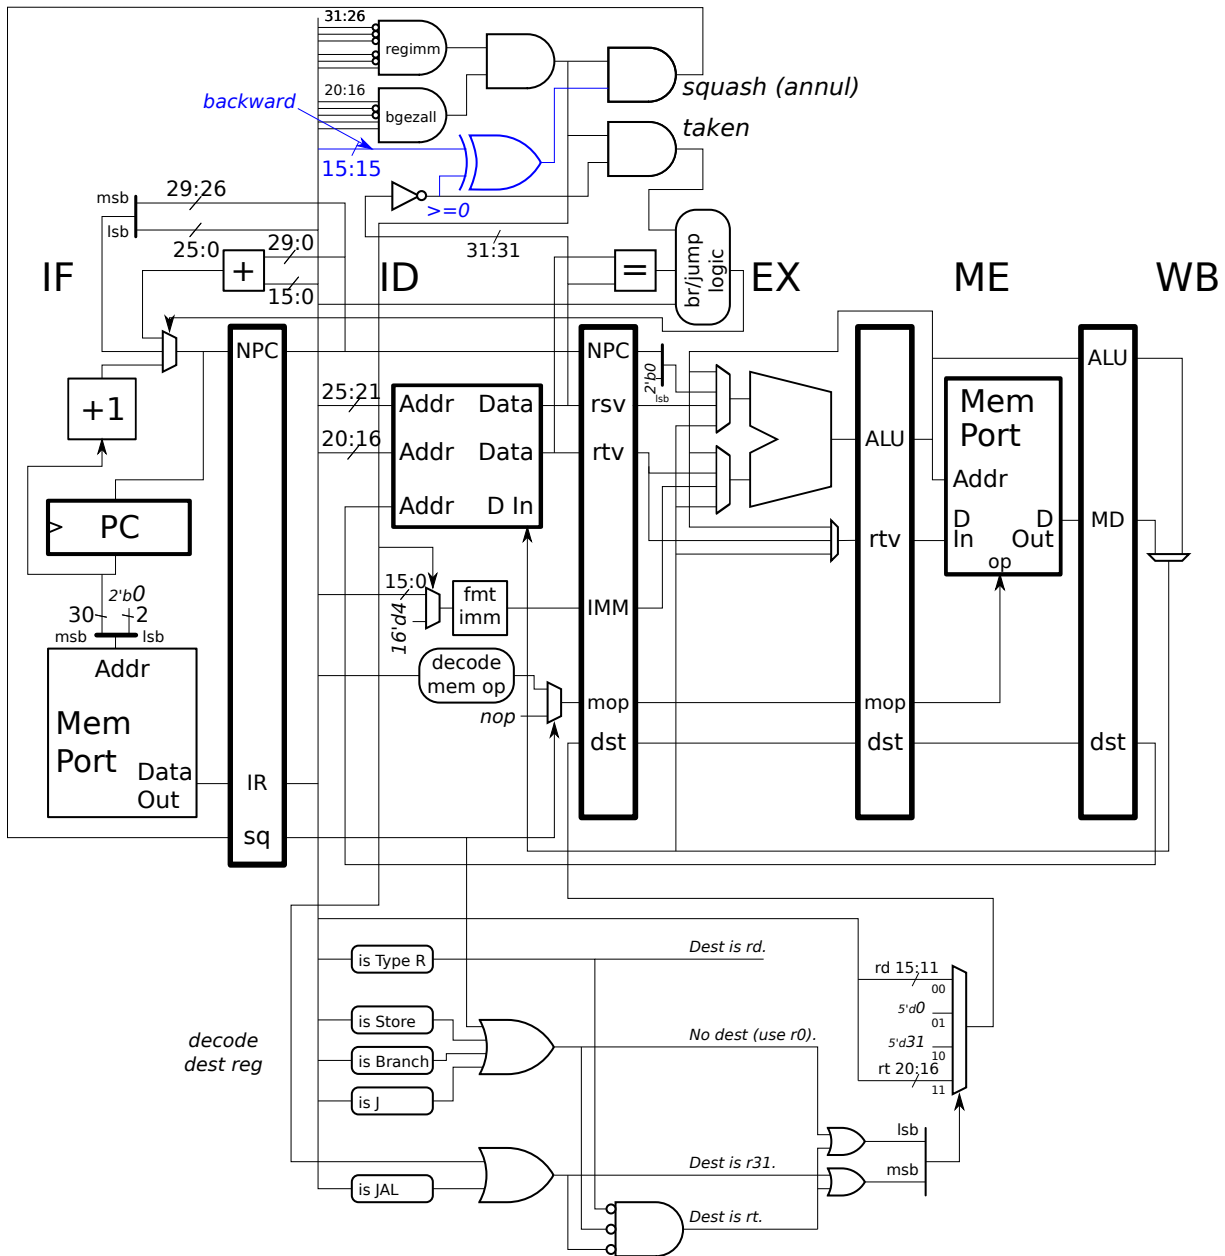 31:26
regimm
20:16
bgezall
backward
15:15
squash (annul)
taken
>=0
31:31
msb
29:26
lsb
25:0
29:0
+
15:0
=
br/jump
logic
IF
ID
EX
ME
WB
NPC
NPC
2'b0
lsb
ALU
+1
25:21
Addr
Data
rsv
20:16
Addr
Data
rtv
Addr
D In
ALU
Mem
Port
Addr
D
In
D
Out
op
MD
rtv
PC
2'b0
30
2
msb
lsb
Addr
Mem
Port
Data
Out
15:0
16'd4
fmt
imm
IMM
decode
mem op
nop
mop
mop
dst
dst
dst
IR
sq
is Type R
Dest is rd.
rd 15:11
00
5'd0
01
5'd31
10
rt 20:16
11
is Store
is Branch
is J
No dest (use r0).
decode
dest reg
lsb
msb
is JAL
Dest is r31.
Dest is rt.